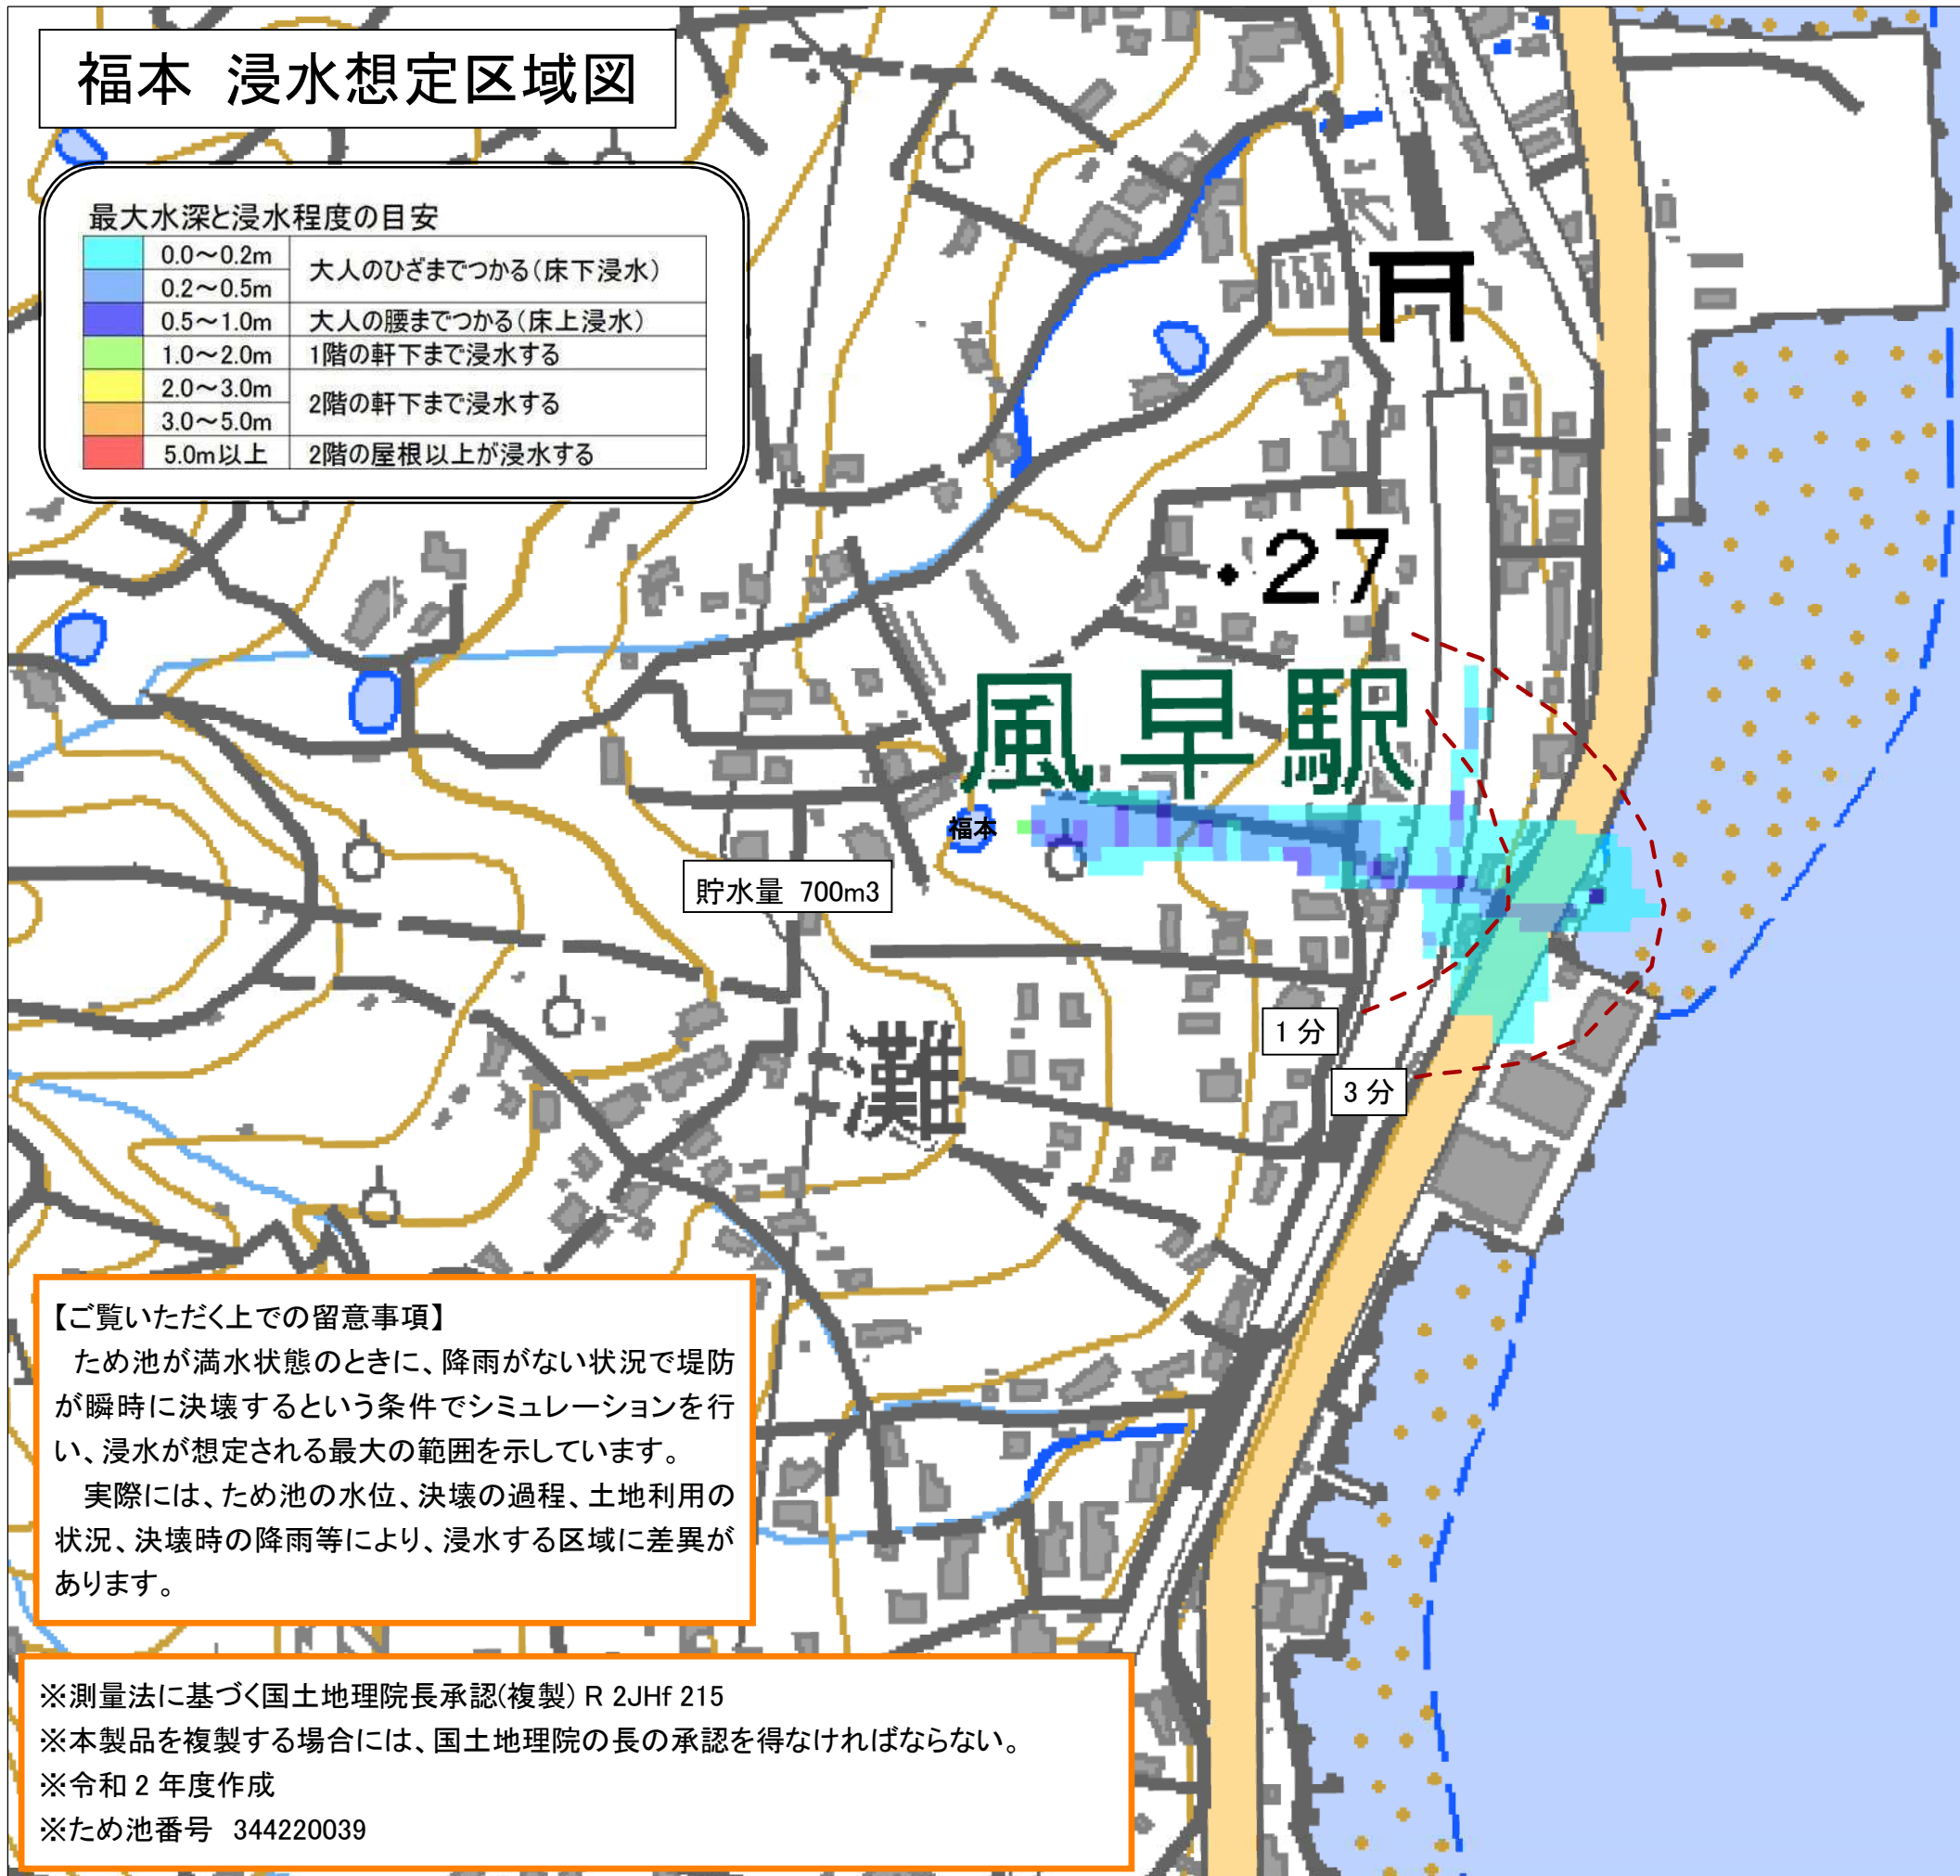 福本 浸水想定区域図
最大水深と浸水程度の目安
0.0～0.2m
大人のひざまでつかる(床下浸水)
0.2～0.5m
0.5～1.0m 大人の腰までつかる(床上浸水)
1.0～2.0m 1階の軒下まで浸水する
2.0～3.0m
2階の軒下まで浸水する
3.0～5.0m
5.0m以上 2階の屋根以上が浸水する
27
風早駅
福本
貯水量 700m3
1分
灘
3分
【ご覧いただく上での留意事項】
ため池が満水状態のときに、降雨がない状況で堤防
が瞬時に決壊するという条件でシミュレーションを行
い、浸水が想定される最大の範囲を示しています。
実際には、ため池の水位、決壊の過程、土地利用の
状況、決壊時の降雨等により、浸水する区域に差異が
あります。
※測量法に基づく国土地理院長承認(複製) R 2JHf 215
※本製品を複製する場合には、国土地理院の長の承認を得なければならない。
※令和2年度作成
※ため池番号 344220039